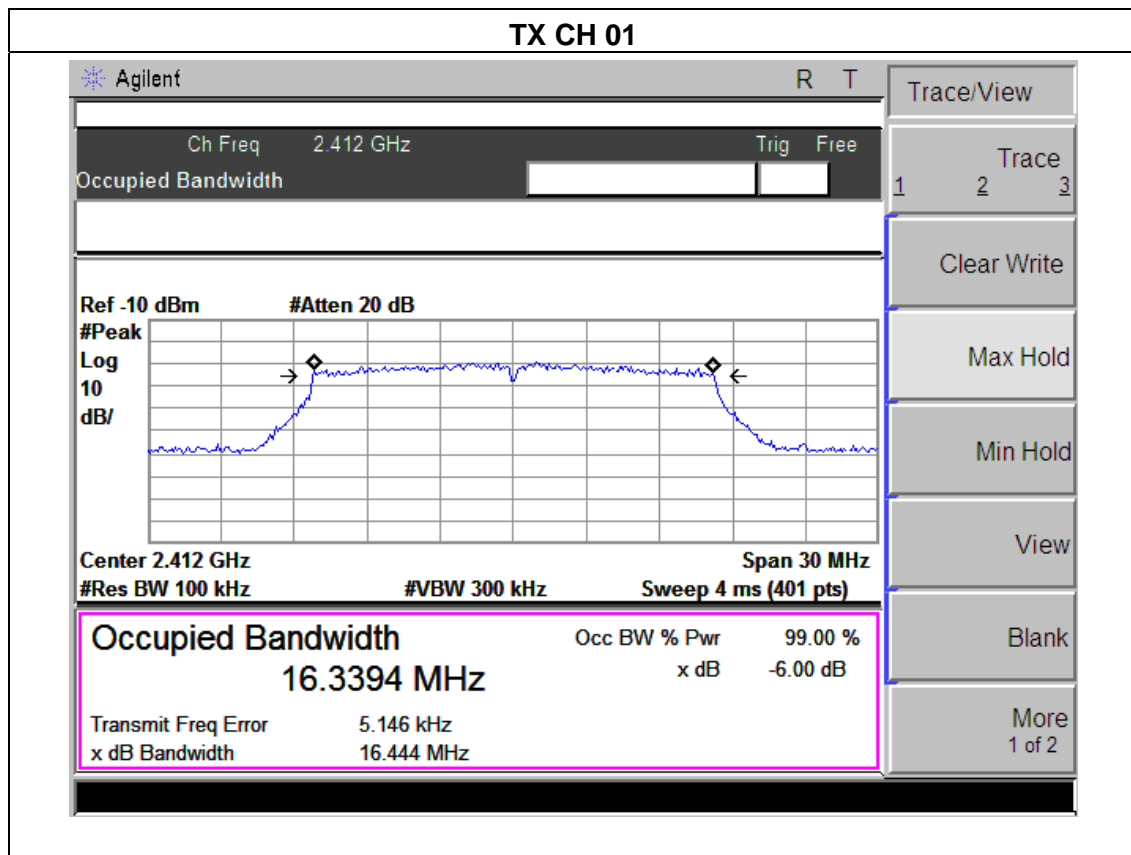 TX CH 01
Agilent R T
Trace/View
Ch Freq 2.412 GHz Trig Free
Occupied Bandwidth
Trace
1 2 3
Clear Write
Ref -10 dBm #Atten 20 dB
#Peak
Log
10
dB/
Max Hold
Min Hold
View
Center 2.412 GHz Span 30 MHz
#Res BW 100 kHz #VBW 300 kHz Sweep 4 ms (401 pts)
Occupied Bandwidth Occ BW % Pwr 99.00 %
16.3394 MHz x dB -6.00 dB
Blank
Transmit Freq Error 5.146 kHz
x dB Bandwidth 16.444 MHz
More
1 of 2